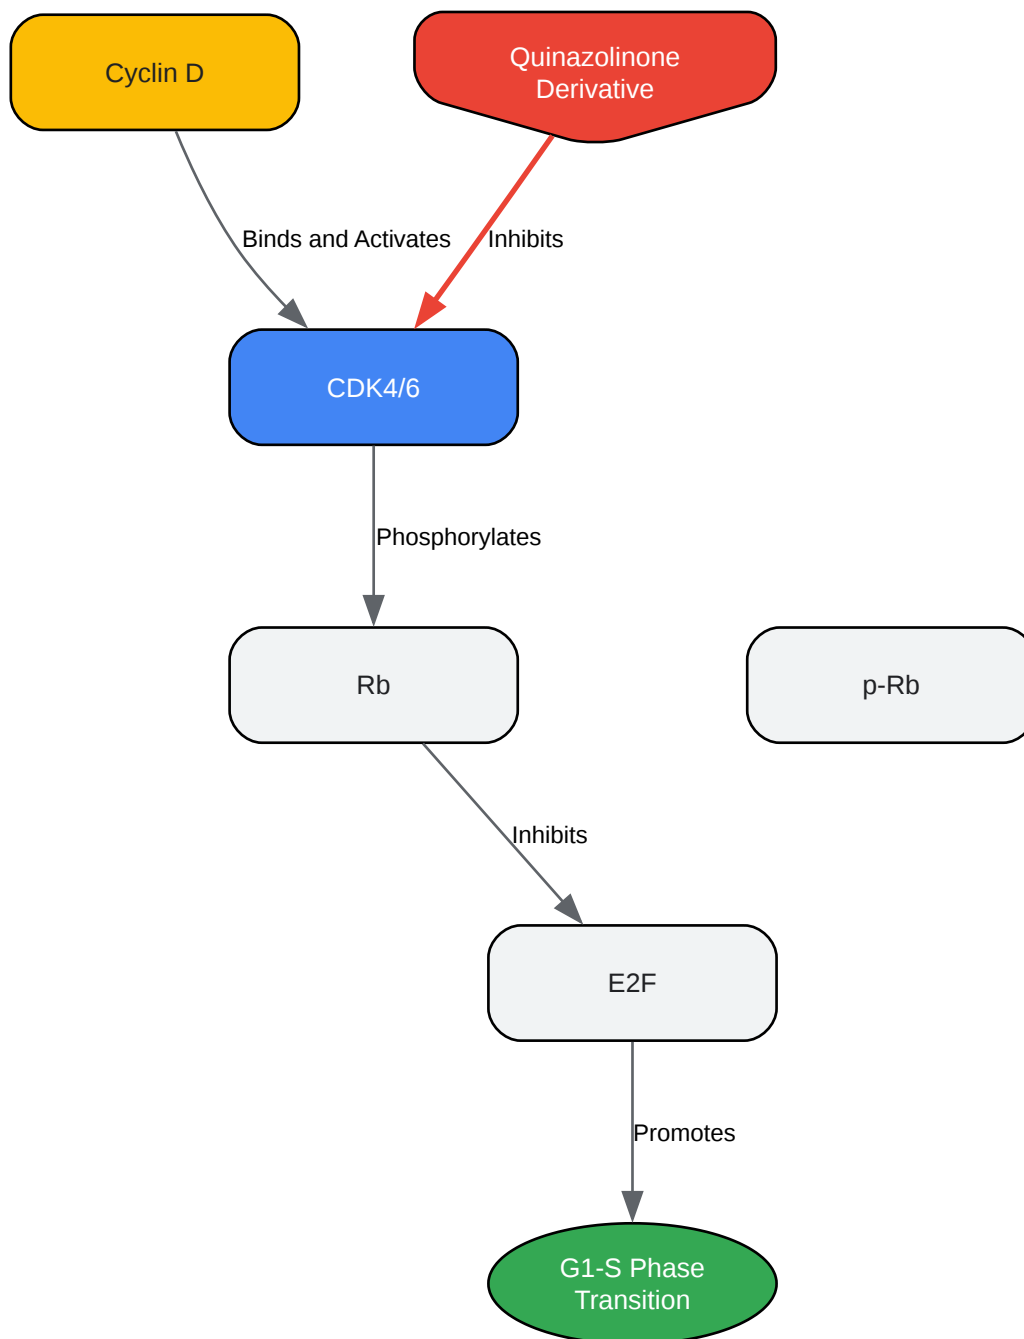 Cyclin D
Quinazolinone
Derivative
Binds and Activates
Inhibits
CDK4/6
Phosphorylates
Rb
p-Rb
Inhibits
E2F
Promotes
G1-S Phase
Transition